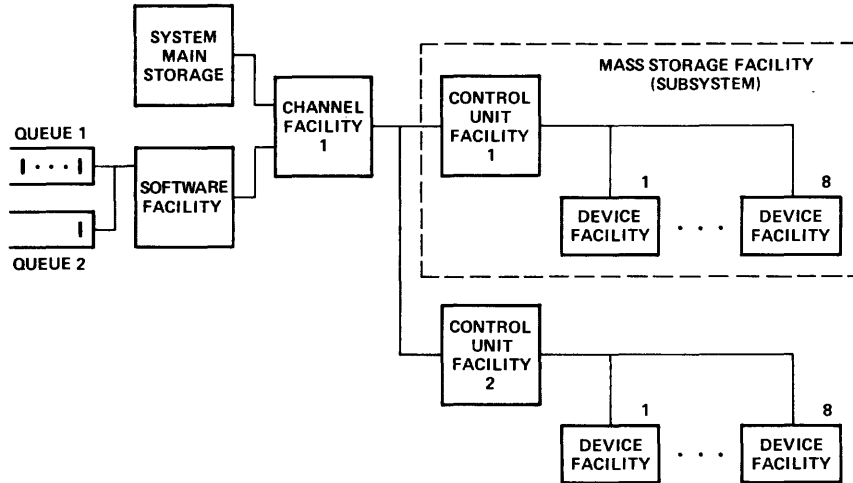 SYSTEM
MAIN
STORAGE
MASS STORAGE FACILITY
(SUBSYSTEM)
CHANNEL
FACILITY
1
CONTROL
UNIT
FACILITY
1
QUEUE 1
SOFTWARE
FACILITY
QUEUE 2
1
DEVICE
FACILITY
. . .
8
DEVICE
FACILITY
CONTROL
UNIT
FACILITY
2
1
DEVICE
FACILITY
. . .
8
DEVICE
FACILITY